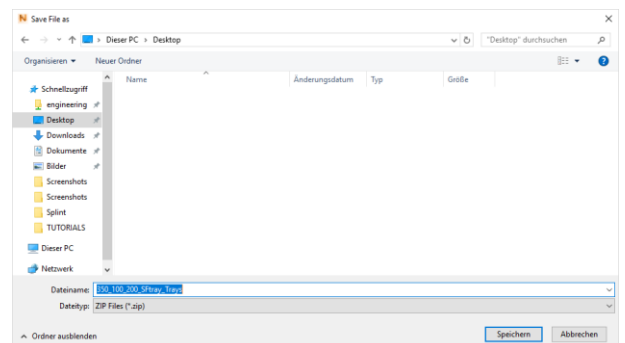 Save File as
Dieser PC > Desktop
"Desktop" durchsuchen
Organisieren Neuer Ordner
Name Änderungsdatum Typ Größe
Schnellzugriff
engineering
Desktop
Downloads
Dokumente
Bilder
Screenshots
Screenshots
Splint
TUTORIALS
Dieser PC
Netzwerk
Dateiname: 350_100_200_SFtray_Trays
Dateityp: ZIP Files (*.zip)
Ordner ausblenden Speichern Abbrechen